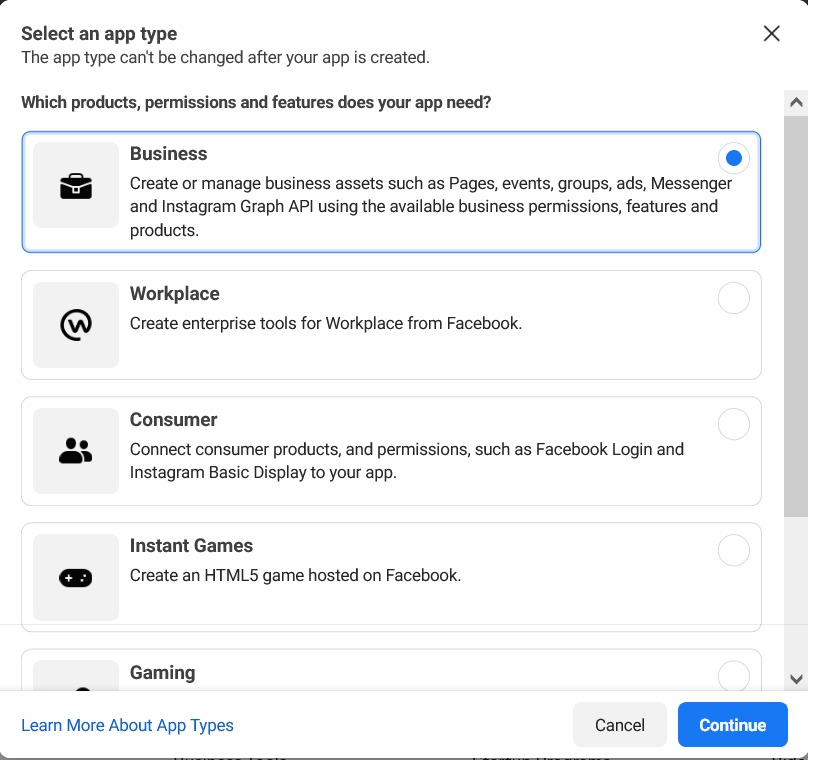 Select an app type
The app type can't be changed after your app is created.
Which products, permissions and features does your app need?
Business
Create or manage business assets such as Pages, events, groups, ads, Messenger
and Instagram Graph API using the available business permissions, features and
products.
Workplace
Create enterprise tools for Workplace from Facebook.
Consumer
Connect consumer products, and permissions, such as Facebook Login and
Instagram Basic Display to your app.
Instant Games
Create an HTML5 game hosted on Facebook.
Gaming
Learn More About App Types
Cancel
Continue